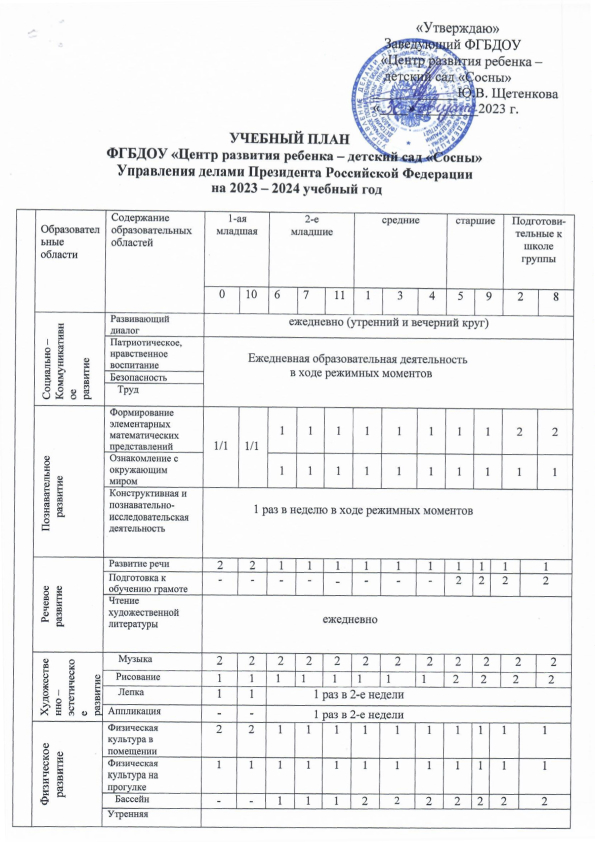 «Утверждаю»
Заведующий ФГБДОУ
«Центр развития ребенка –
детский сад «Сосны»
Ю.В. Щетенкова
2023 г.
УЧЕБНЫЙ ПЛАН
ФГБДОУ «Центр развития ребенка – детский сад «Сосны»
Управления делами Президента Российской Федерации
на 2023 – 2024 учебный год
Образовател
ьные
области
Содержание
образовательных
областей
1-ая
младшая
2-е
младшие
средние
старшие
Подготови-
тельные к
школе
группы
0 10 6 7 11 1 3 4 5 9 2 8
Социально –
Коммуникативн
ое
развитие
Развивающий
диалог
ежедневно (утренний и вечерний круг)
Патриотическое,
нравственное
воспитание
Безопасность
Труд
Ежедневная образовательная деятельность
в ходе режимных моментов
Познавательное
развитие
Формирование
элементарных
математических
представлений
1/1 1/1 1 1 1 1 1 1 1 1 2 2
Ознакомление с
окружающим
миром
1 1 1 1 1 1 1 1 1 1
Конструктивная и
познавательно-
исследовательская
деятельность
1 раз в неделю в ходе режимных моментов
Речевое
развитие
Развитие речи 2 2 1 1 1 1 1 1 1 1 1 1
Подготовка к
обучению грамоте
- - - - - - - - 2 2 2 2
Чтение
художественной
литературы
ежедневно
Художестве
нно –
эстетическо
е
развитие
Музыка 2 2 2 2 2 2 2 2 2 2 2 2
Рисование 1 1 1 1 1 1 1 1 2 2 2 2
Лепка 1 1 1 раз в 2-е недели
Аппликация - - 1 раз в 2-е недели
Физическое
развитие
Физическая
культура в
помещении
2 2 1 1 1 1 1 1 1 1 1 1
Физическая
культура на
прогулке
1 1 1 1 1 1 1 1 1 1 1 1
Бассейн - - 1 1 1 2 2 2 2 2 2 2
Утренняя